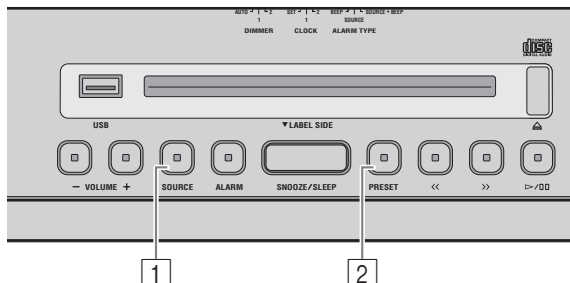 AUTO 1 2 SET 1 2 BEEP SOURCE SOURCE + BEEP
DIMMER CLOCK ALARM TYPE
COMPACT
disc
DIGITAL AUDIO
USB ▼LABEL SIDE
− VOLUME + SOURCE ALARM SNOOZE/SLEEP PRESET << >> ▷/▯▯
1 2